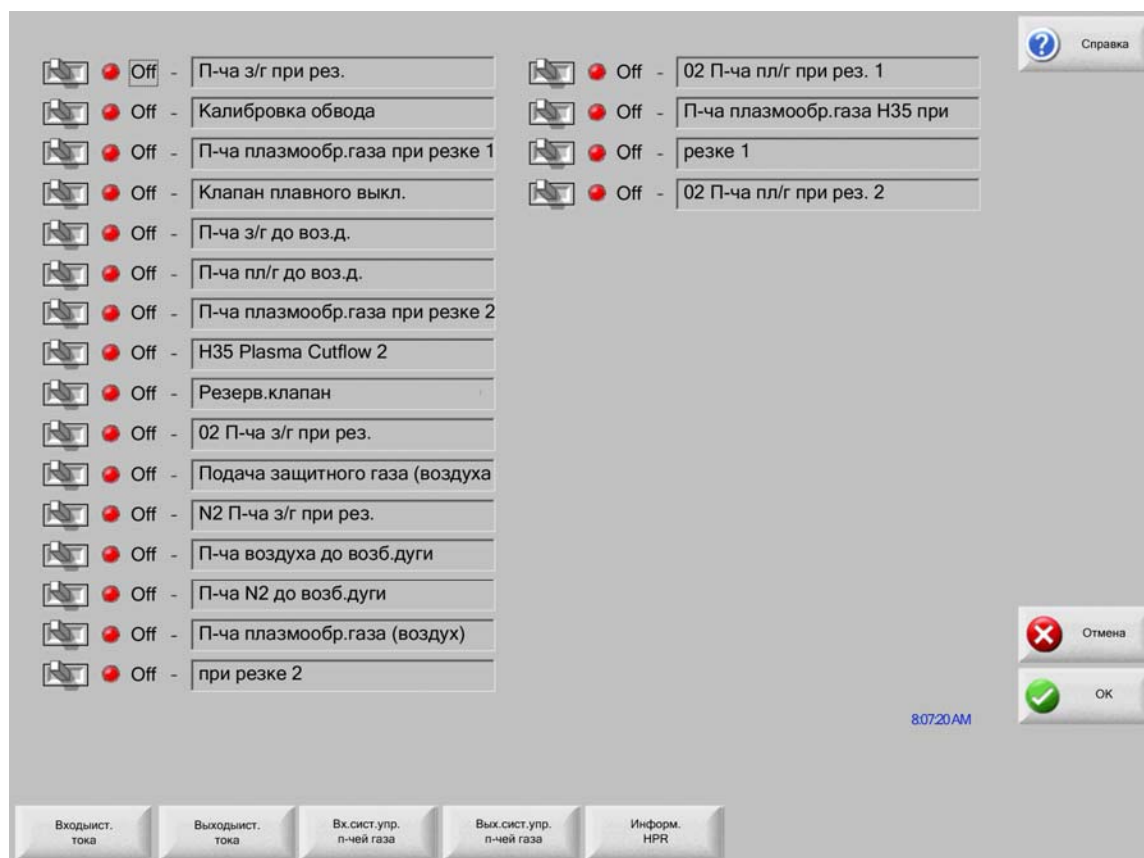 Справка
Off - П-ча з/г при рез.
Off - Калибровка обвода
Off - П-ча плазмообр.газа при резке 1
Off - Клапан плавного выкл.
Off - П-ча з/г до воз.д.
Off - П-ча пл/г до воз.д.
Off - П-ча плазмообр.газа при резке 2
Off - H35 Plasma Cutflow 2
Off - Резерв.клапан
Off - 02 П-ча з/г при рез.
Off - Подача защитного газа (воздуха
Off - N2 П-ча з/г при рез.
Off - П-ча воздуха до возб.дуги
Off - П-ча N2 до возб.дуги
Off - П-ча плазмообр.газа (воздух)
Off - при резке 2
Off - 02 П-ча пл/г при рез. 1
Off - П-ча плазмообр.газа H35 при
Off - резке 1
Off - 02 П-ча пл/г при рез. 2
Отмена
OK
8:07:20 AM
Входыист.
тока
Выходыист.
тока
Вх.сист.упр.
п-чей газа
Вых.сист.упр.
п-чей газа
Информ.
HPR